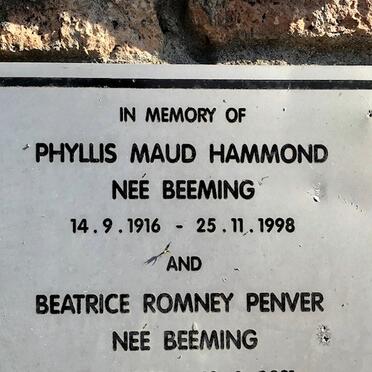 IN MEMORY OF
PHYLLIS MAUD HAMMOND
NEE BEEMING
14.9.1916 - 25.11.1998
AND
BEATRICE ROMNEY PENVER
NEE BEEMING